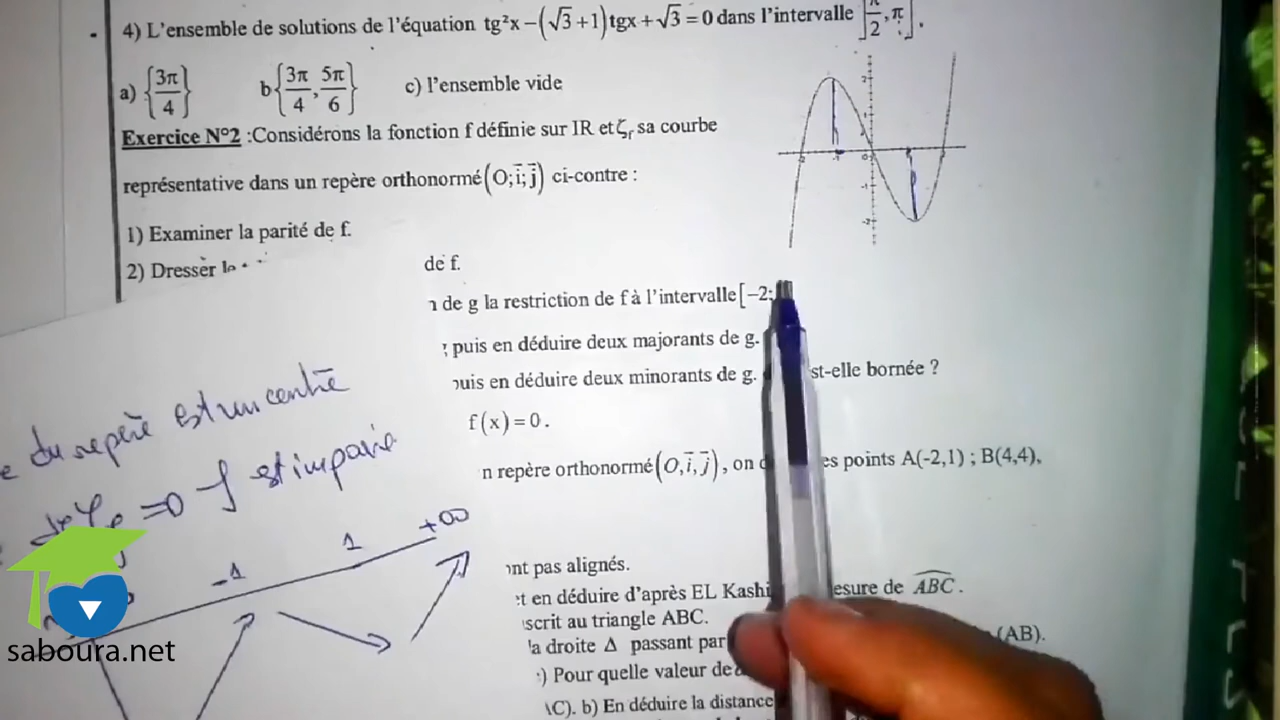 4) L'ensemble de solutions de l'équation tg²x −(√3 +1)tgx + √3 = 0 dans l'intervalle ]π/2, π].
a) {3π/4} b {3π/4, 5π/6} c) l'ensemble vide
Exercice N°2 :Considérons la fonction f définie sur IR et ζf sa courbe
représentative dans un repère orthonormé (O; i; j) ci-contre :
1) Examiner la parité de f.
2) Dresser de f.
de g la restriction de f à l'intervalle [−2;
; puis en déduire deux majorants de g.
puis en déduire deux minorants de g. st-elle bornée ?
f(x) = 0.
n repère orthonormé (O, i, j), on es points A(-2,1) ; B(4,4),
nt pas alignés.
et en déduire d'après EL Kashi esure de ABC.
scrit au triangle ABC.
la droite Δ passant par (AB).
:) Pour quelle valeur de
AC). b) En déduire la distance
du repère est un centre
=0 f est impaire
-1 1 +∞
saboura.net